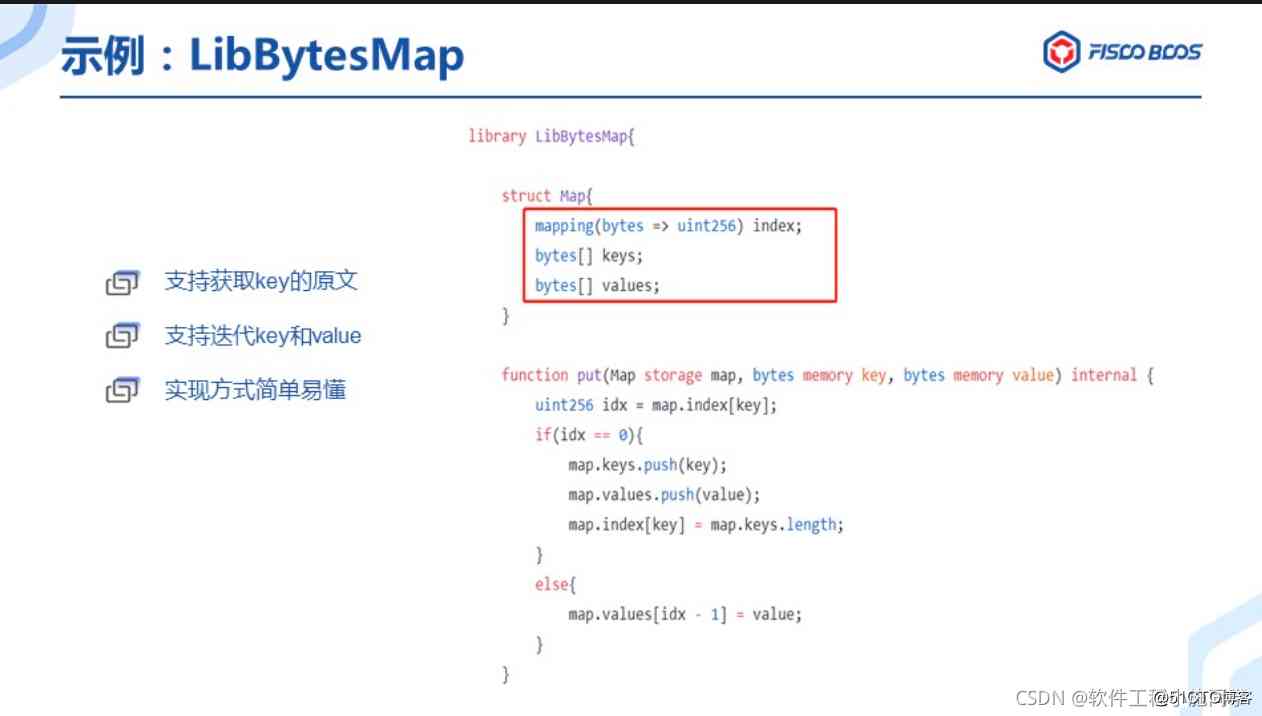 示例：LibBytesMap
FISCO BCOS
支持获取key的原文
支持迭代key和value
实现方式简单易懂
library LibBytesMap{
struct Map{
mapping(bytes => uint256) index;
bytes[] keys;
bytes[] values;
}
function put(Map storage map, bytes memory key, bytes memory value) internal {
uint256 idx = map.index[key];
if(idx == 0){
map.keys.push(key);
map.values.push(value);
map.index[key] = map.keys.length;
}
else{
map.values[idx - 1] = value;
}
}
CSDN @软件工程小施同学
@51CTO博客